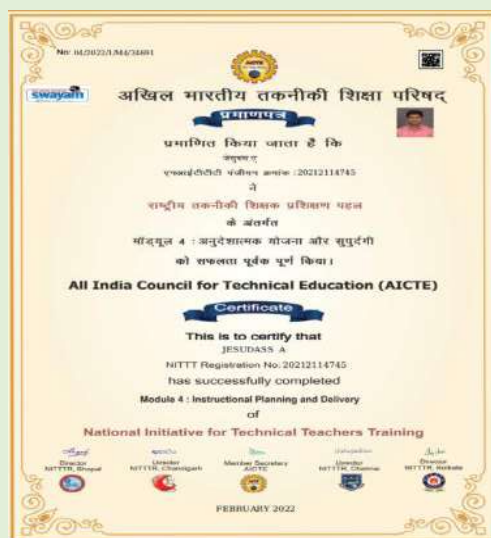 No: 04/2022/1/M4/34691
AICTE
swayam
अखिल भारतीय तकनीकी शिक्षा परिषद्
प्रमाणपत्र
प्रमाणित किया जाता है कि
एनआईटीटीटी पंजीयन क्रमांक :20212114745
ने
राष्ट्रीय तकनीकी शिक्षक प्रशिक्षण पहल
के अंतर्गत
मॉड्यूल 4 : अनुदेशात्मक योजना और सुपुर्दगी
को सफलता पूर्वक पूर्ण किया।
All India Council for Technical Education (AICTE)
Certificate
This is to certify that
JESUDASS A
NITTT Registration No. 20212114745
has successfully completed
Module 4 : Instructional Planning and Delivery
of
National Initiative for Technical Teachers Training
Director Director Member Secretary Director Director
NITTTR, Bhopal NITTTR, Chandigarh AICTE NITTTR, Chennai NITTTR, Kolkata
FEBRUARY 2022